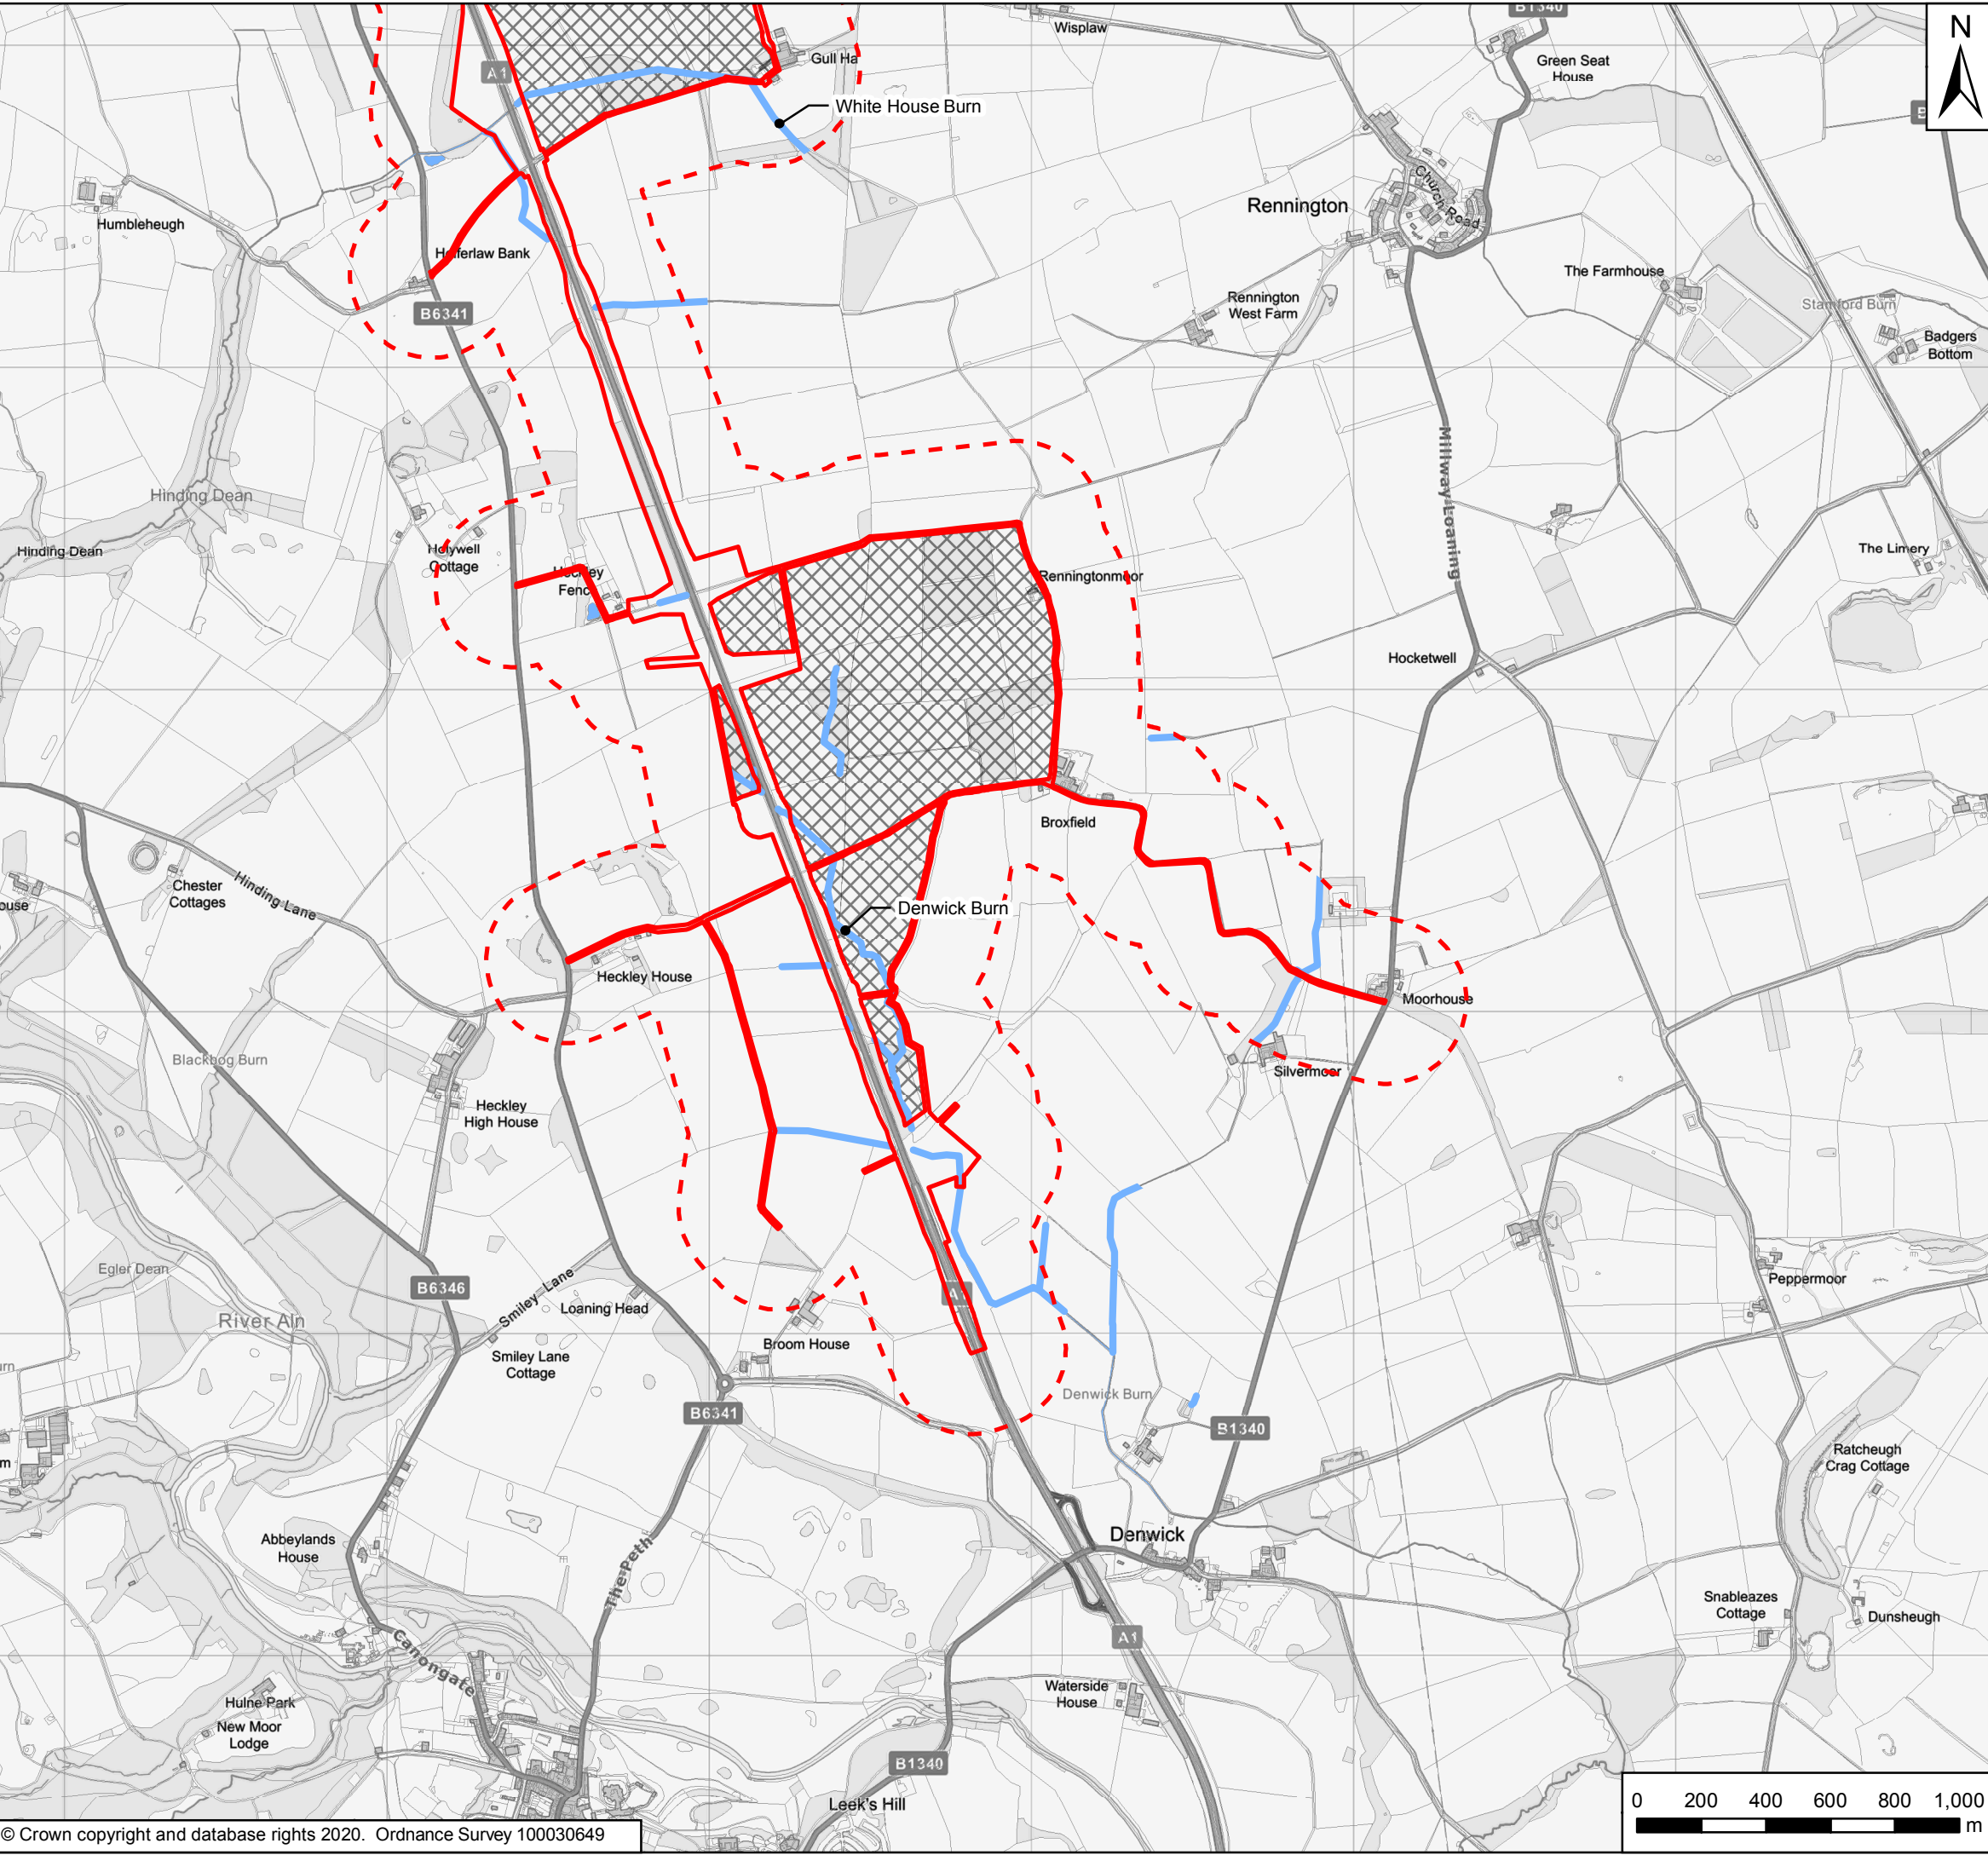 B1340
N
Wisplaw
Gull Ha
Green Seat
House
A1
White House Burn
Church Road
Rennington
Humbleheugh
Heiferlaw Bank
The Farmhouse
Rennington
West Farm
Stamford Burn
B6341
Badgers
Bottom
Millway Loaning
Hinding Dean
Hinding Dean
Holywell
Cottage
The Limery
Heckley
Fence
Renningtonmoor
Hocketwell
Broxfield
Chester
Cottages
Hinding Lane
ouse
Denwick Burn
Heckley House
Moorhouse
Blackbog Burn
Silvermoor
Heckley
High House
Egler Dean
B6346
Smiley Lane
Loaning Head
Peppermoor
River Aln
Broom House
Smiley Lane
Cottage
Denwick Burn
B6341
B1340
Ratcheugh
Crag Cottage
m
Abbeylands
House
Denwick
The Peth
Snableazes
Cottage
Dunsheugh
A1
Canongate
Waterside
House
Hulne Park
New Moor
Lodge
B1340
Leek's Hill
0 200 400 600 800 1,000
m
© Crown copyright and database rights 2020. Ordnance Survey 100030649